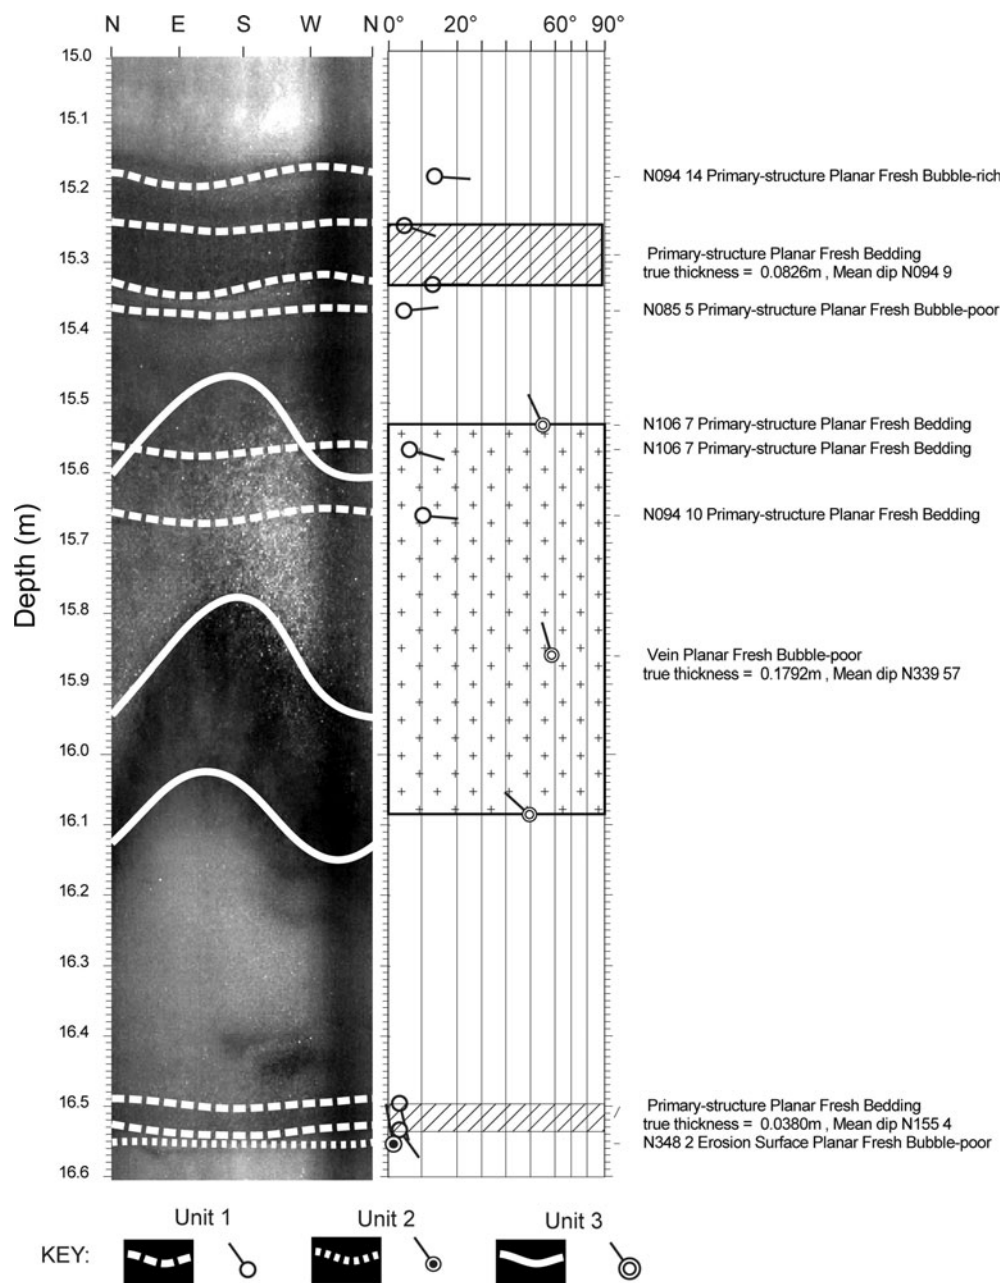 N E S W N 0° 20° 60° 90°
15.0
15.1
15.2
15.3
15.4
15.5
15.6
15.7
15.8
15.9
16.0
16.1
16.2
16.3
16.4
16.5
16.6
Depth (m)
N094 14 Primary-structure Planar Fresh Bubble-rich
Primary-structure Planar Fresh Bedding
true thickness = 0.0826m , Mean dip N094 9
N085 5 Primary-structure Planar Fresh Bubble-poor
N106 7 Primary-structure Planar Fresh Bedding
N106 7 Primary-structure Planar Fresh Bedding
N094 10 Primary-structure Planar Fresh Bedding
Vein Planar Fresh Bubble-poor
true thickness = 0.1792m , Mean dip N339 57
Primary-structure Planar Fresh Bedding
true thickness = 0.0380m , Mean dip N155 4
N348 2 Erosion Surface Planar Fresh Bubble-poor
Unit 1 Unit 2 Unit 3
KEY: